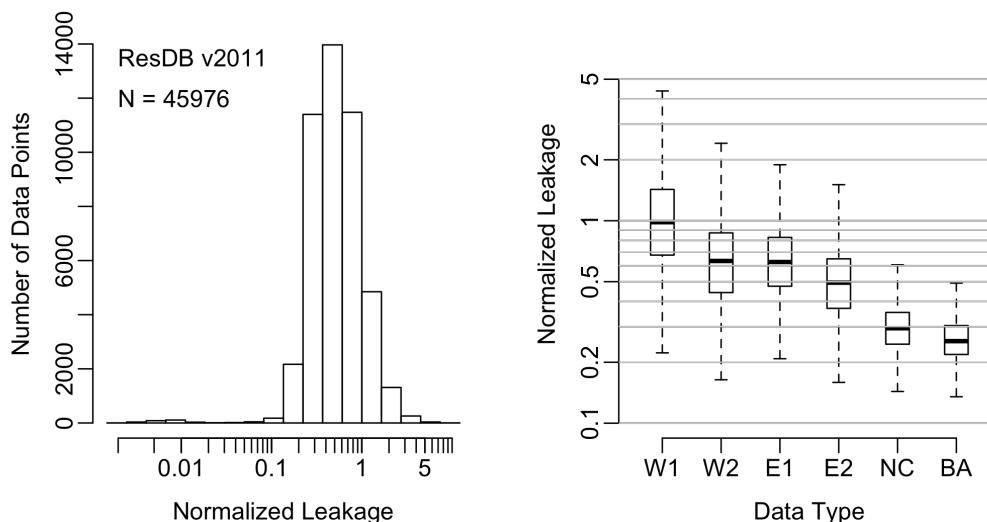 ResDB v2011
N = 45976
Number of Data Points
0
2000
6000
10000
14000
0.01
0.1
1
5
Normalized Leakage
Normalized Leakage
0.1
0.2
0.5
1
2
5
W1
W2
E1
E2
NC
BA
Data Type